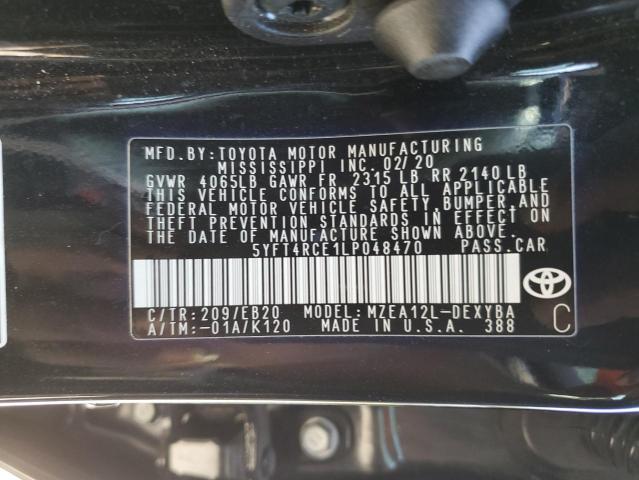 MFD.BY:TOYOTA MOTOR MANUFACTURING
MISSISSIPPI INC. 02/20
GVWR 4065LB GAWR FR 2315 LB RR 2140 LB
THIS VEHICLE CONFORMS TO ALL APPLICABLE
FEDERAL MOTOR VEHICLE SAFETY, BUMPER, AND
THEFT PREVENTION STANDARDS IN EFFECT ON
THE DATE OF MANUFACTURE SHOWN ABOVE.
5YFT4RCE1LP048470 PASS.CAR
C/TR:209/EB20 MODEL:MZEA12L-DEXYBA
A/TM:-01A/K120 MADE IN U.S.A. 388 C